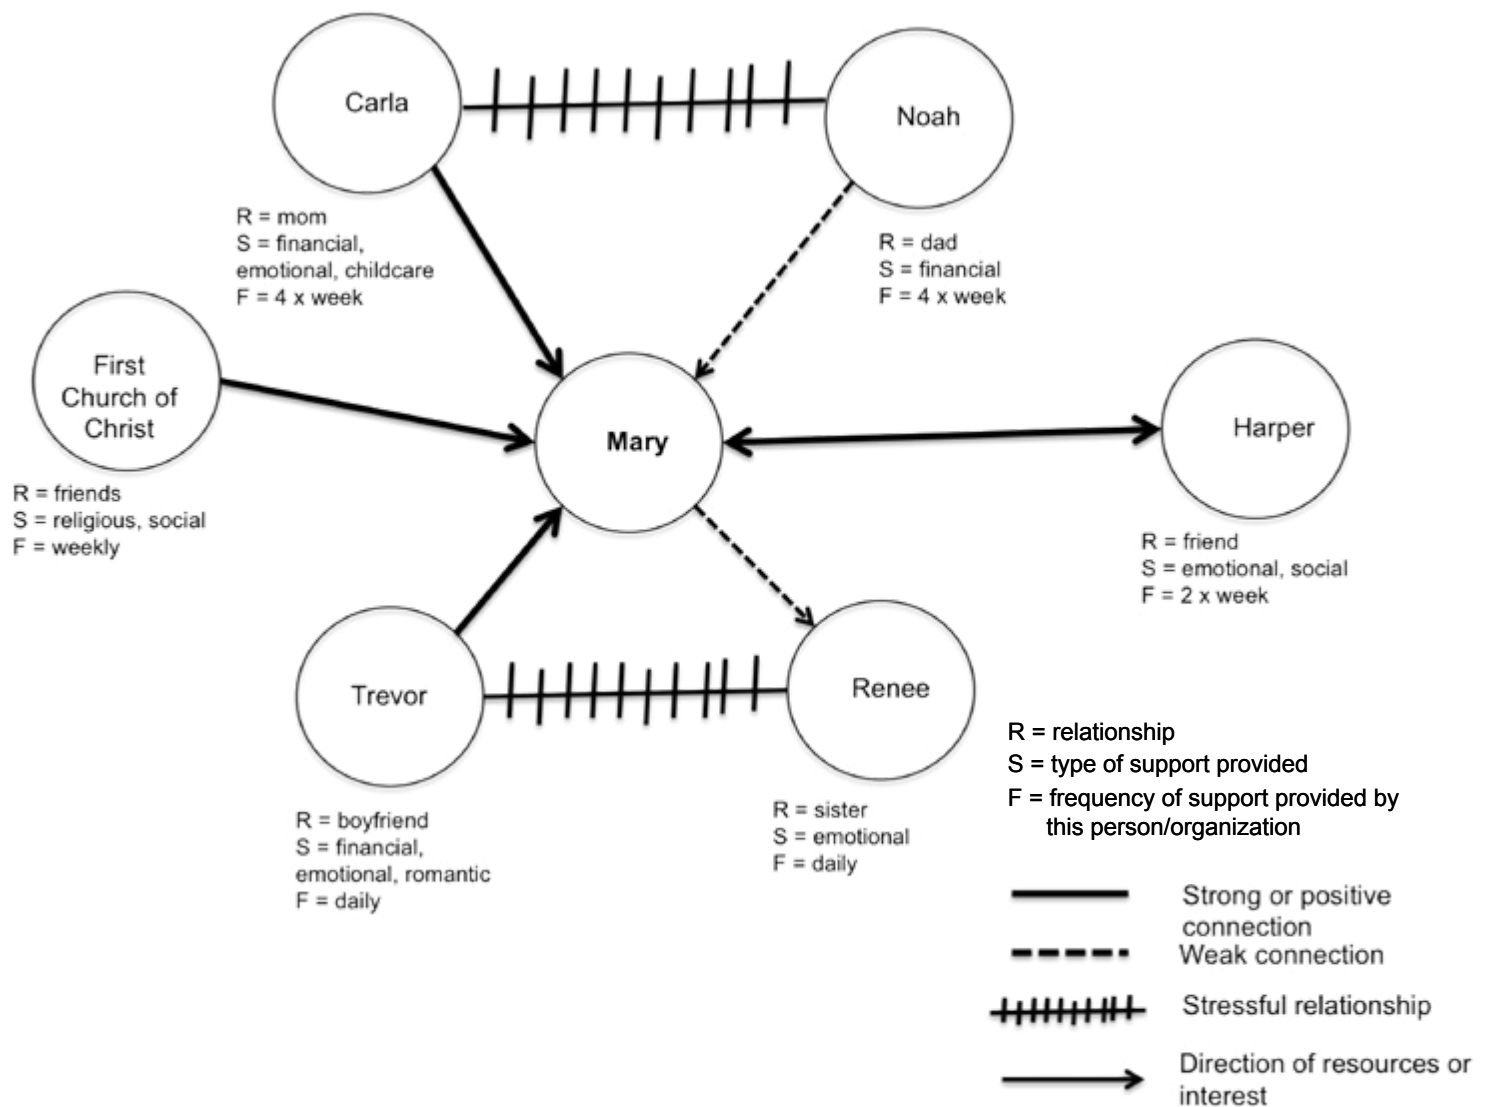 Carla
Noah
R = mom
S = financial,
emotional, childcare
F = 4 x week
R = dad
S = financial
F = 4 x week
First
Church of
Christ
R = friends
S = religious, social
F = weekly
Mary
Harper
R = friend
S = emotional, social
F = 2 x week
Trevor
R = boyfriend
S = financial,
emotional, romantic
F = daily
Renee
R = sister
S = emotional
F = daily
R = relationship
S = type of support provided
F = frequency of support provided by
this person/organization
Strong or positive
connection
Weak connection
Stressful relationship
Direction of resources or
interest